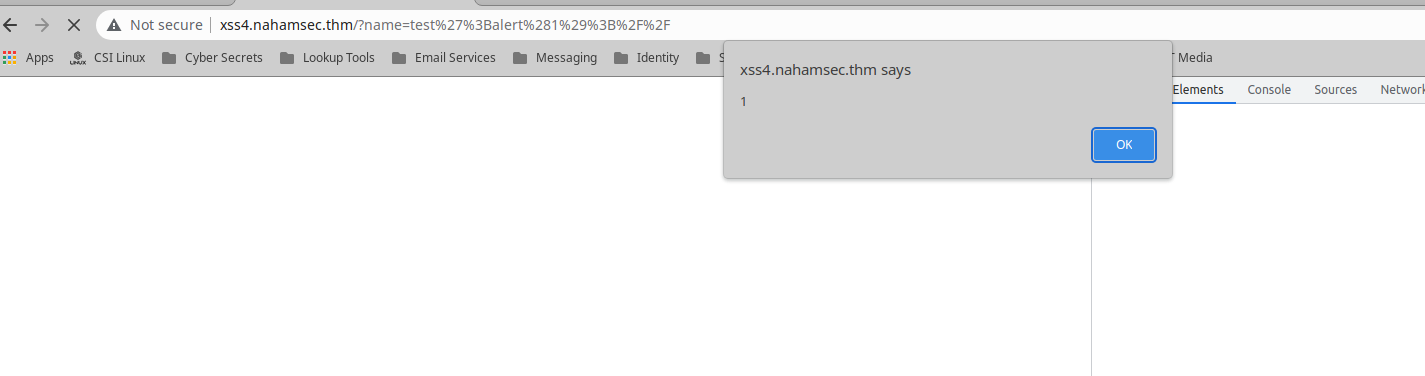 Not secure xss4.nahamsec.thm/?name=test%27%3Balert%281%29%3B%2F%2F
Apps CSI Linux Cyber Secrets Lookup Tools Email Services Messaging Identity S T Media
xss4.nahamsec.thm says
1
OK
Elements Console Sources Network